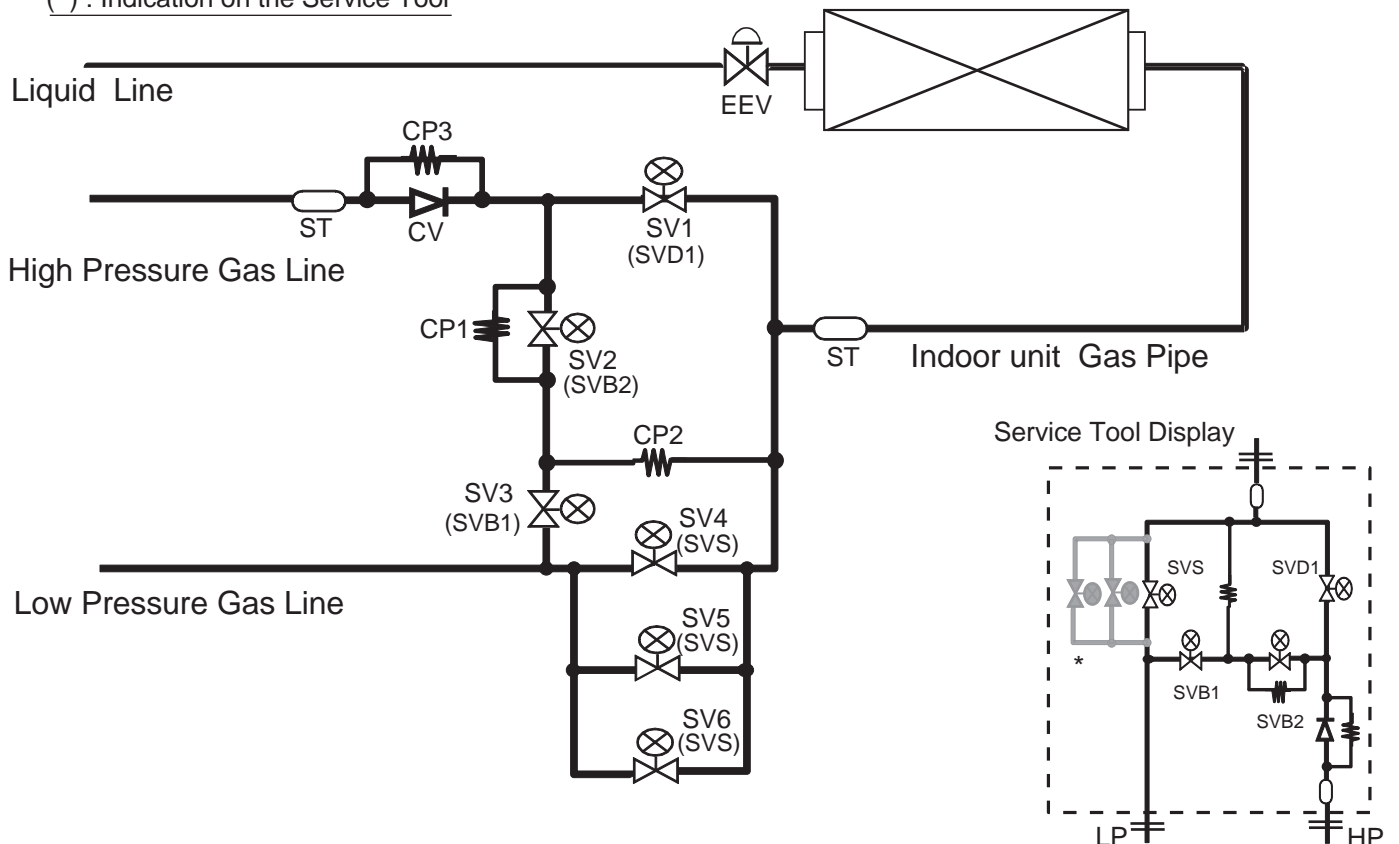 ( ) : Indication on the Service Tool
Liquid Line
EEV
CP3
ST
CV
SV1
(SVD1)
High Pressure Gas Line
CP1
SV2
(SVB2)
ST
Indoor unit Gas Pipe
CP2
SV3
(SVB1)
SV4
(SVS)
Low Pressure Gas Line
SV5
(SVS)
SV6
(SVS)
Service Tool Display
SVS
SVD1
*
SVB1
SVB2
LP
HP